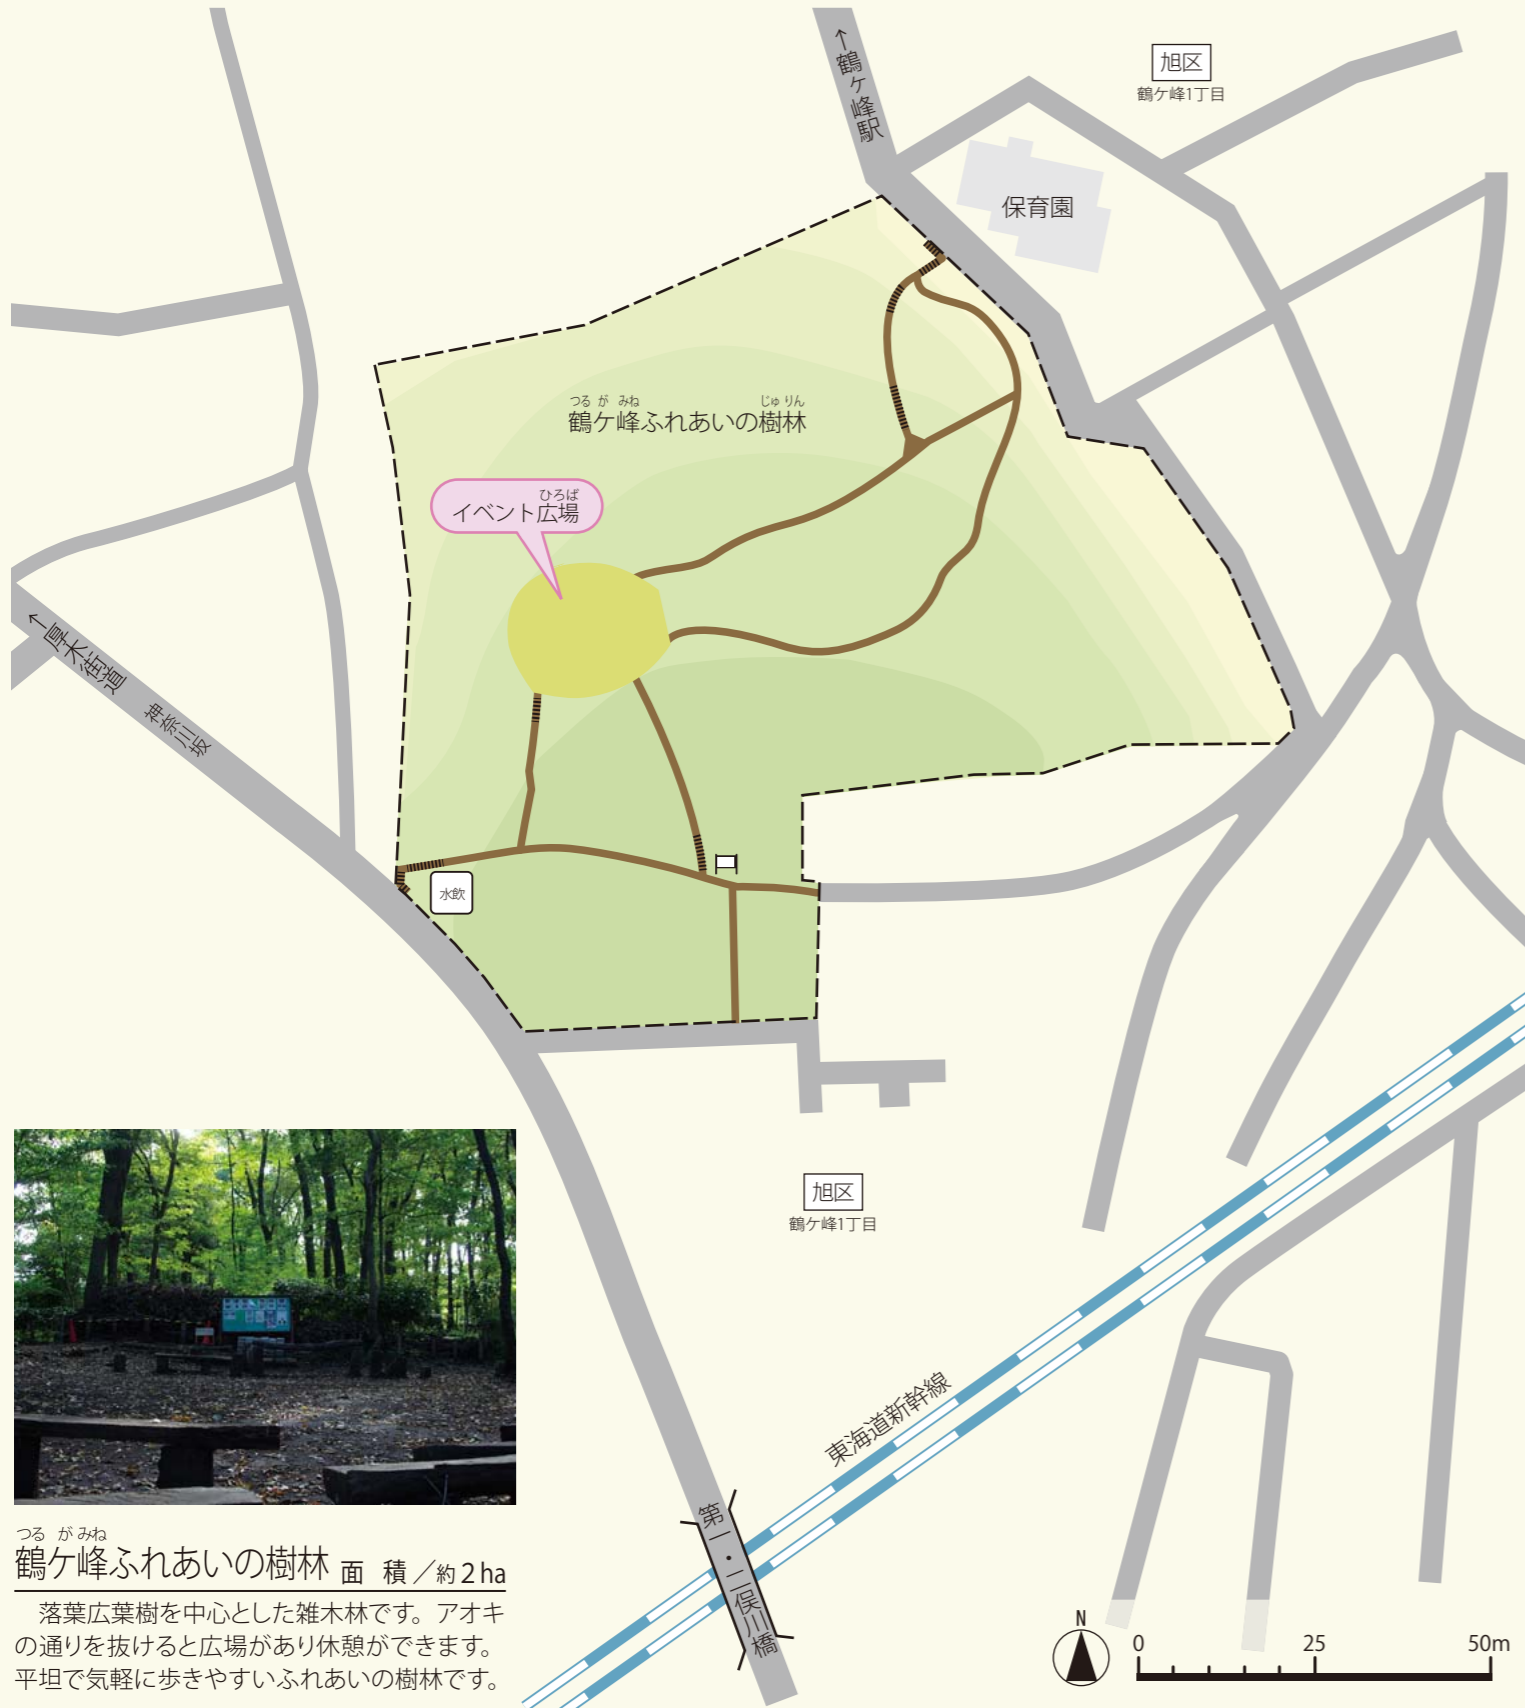 ↑鶴ヶ峰駅
旭区
鶴ケ峰1丁目
保育園
つるがみね じゅりん
鶴ケ峰ふれあいの樹林
ひろば
イベント広場
↑厚木街道
神奈川坂
水飲
旭区
鶴ケ峰1丁目
東海道新幹線
第一・二俣川橋
つるがみね
鶴ケ峰ふれあいの樹林 面 積／約2ha
落葉広葉樹を中心とした雑木林です。アオキ
の通りを抜けると広場があり休憩ができます。
平坦で気軽に歩きやすいふれあいの樹林です。
N
0 25 50m